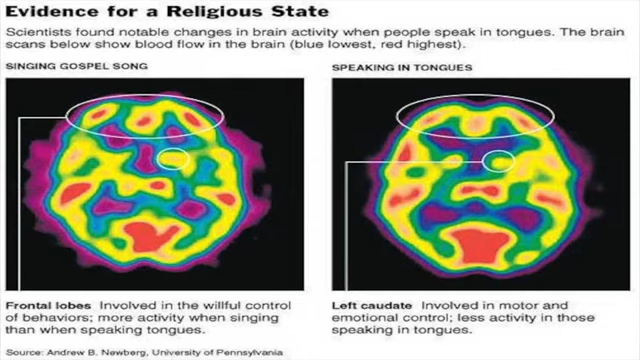 Evidence for a Religious State
Scientists found notable changes in brain activity when people speak in tongues. The brain
scans below show blood flow in the brain (blue lowest, red highest).
SINGING GOSPEL SONG
SPEAKING IN TONGUES
Frontal lobes Involved in the willful control
of behaviors; more activity when singing
than when speaking tongues.
Left caudate Involved in motor and
emotional control; less activity in those
speaking in tongues.
Source: Andrew B. Newberg, University of Pennsylvania